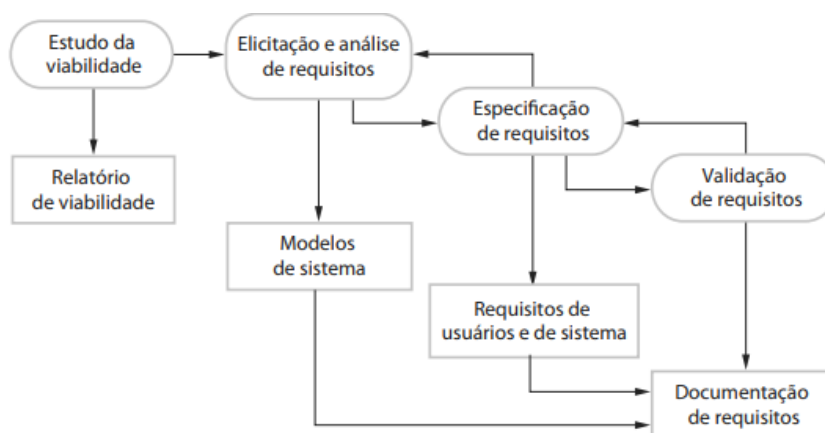 Estudo da
viabilidade
Elicitação e análise
de requisitos
Especificação
de requisitos
Validação
de requisitos
Relatório
de viabilidade
Modelos
de sistema
Requisitos de
usuários e de sistema
Documentação
de requisitos